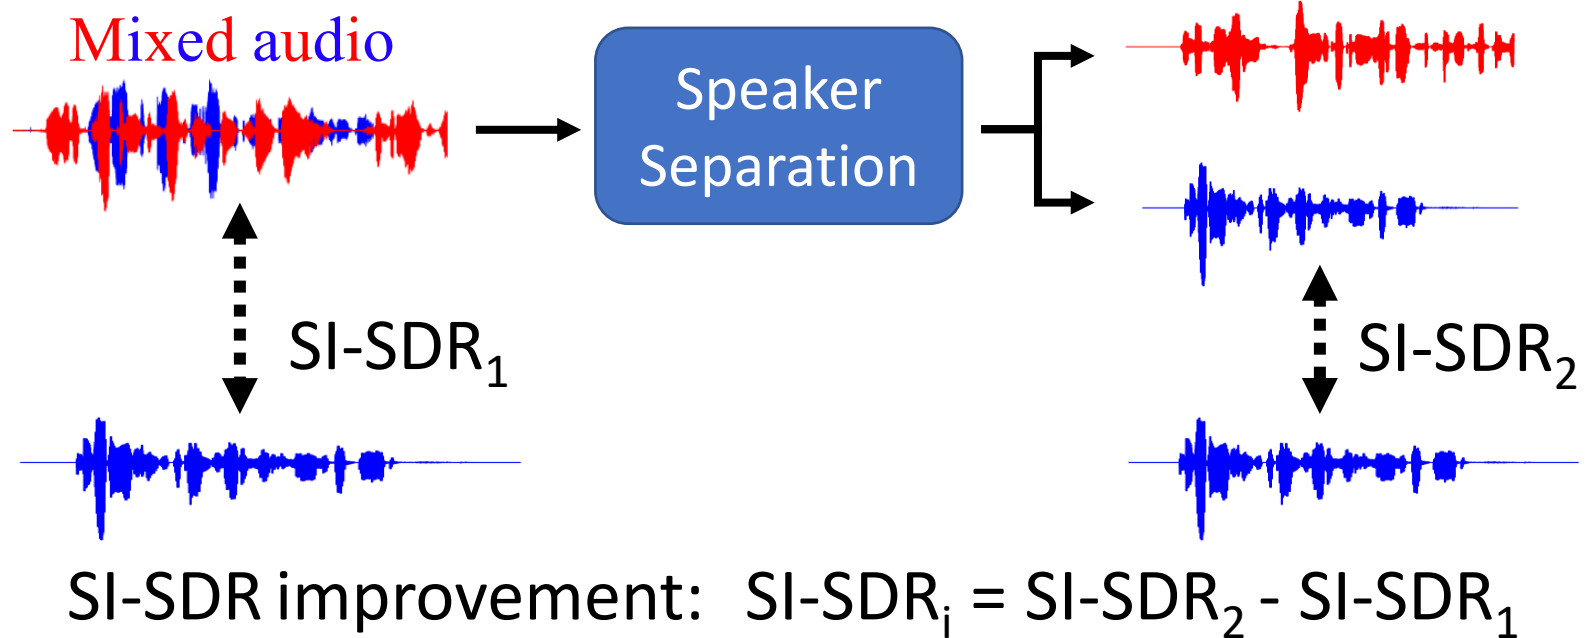 Mixed audio
Speaker
Separation
SI-SDR₁
SI-SDR₂
SI-SDR improvement: SI-SDRᵢ = SI-SDR₂ - SI-SDR₁